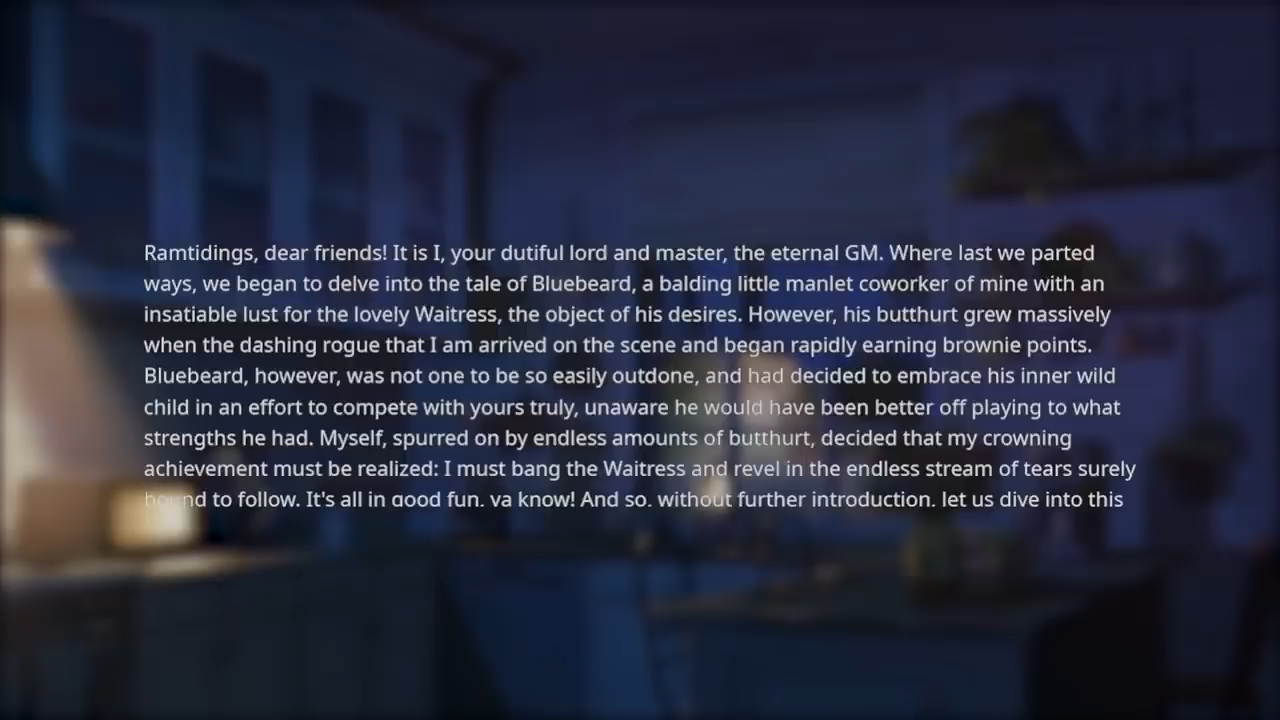 Ramtidings, dear friends! It is I, your dutiful lord and master, the eternal GM. Where last we parted
ways, we began to delve into the tale of Bluebeard, a balding little manlet coworker of mine with an
insatiable lust for the lovely Waitress, the object of his desires. However, his butthurt grew massively
when the dashing rogue that I am arrived on the scene and began rapidly earning brownie points.
Bluebeard, however, was not one to be so easily outdone, and had decided to embrace his inner wild
child in an effort to compete with yours truly, unaware he would have been better off playing to what
strengths he had. Myself, spurred on by endless amounts of butthurt, decided that my crowning
achievement must be realized: I must bang the Waitress and revel in the endless stream of tears surely
bound to follow. It's all in good fun, ya know! And so, without further introduction, let us dive into this